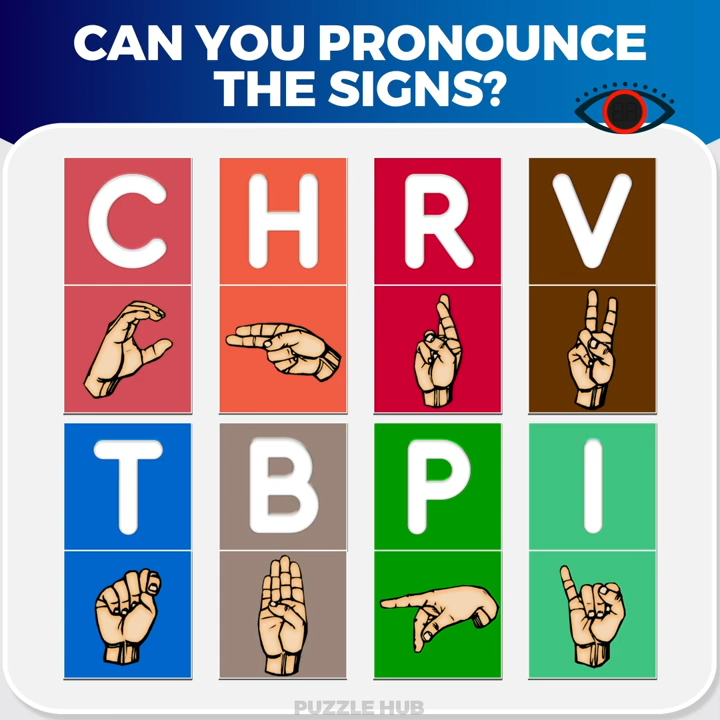 CAN YOU PRONOUNCE
THE SIGNS?
C H R V
T B P I
PUZZLE HUB